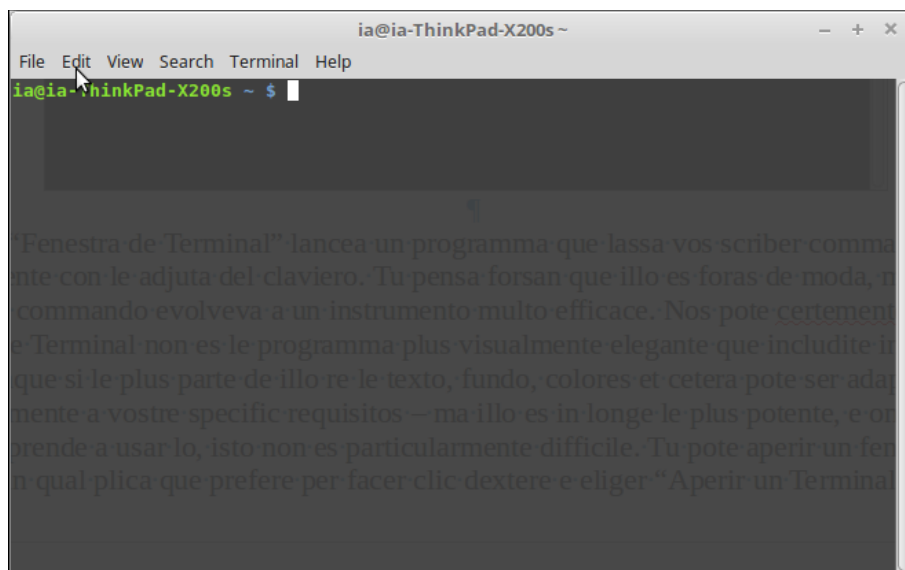 ia@ia-ThinkPad-X200s ~
File Edit View Search Terminal Help
ia@ia-ThinkPad-X200s ~ $
¶
“Fenestra de Terminal” lancea un programma que lassa vos scriber comma
nte con le adjuta del claviero. Tu pensa forsan que illo es foras de moda,
commando evolveva a un instrumento multo efficace. Nos pote certement
e Terminal non es le programma plus visualmente elegante que includite
que si le plus parte de illo re le texto, fundo, colores et cetera pote ser adap
mente a vostre specific requisitos – ma illo es in longe le plus potente, e
prende a usar lo, isto non es particularmente difficile. Tu pote aperir un fen
n qual plica que prefere per facer clic dextere e eliger “Aperir un Terminal